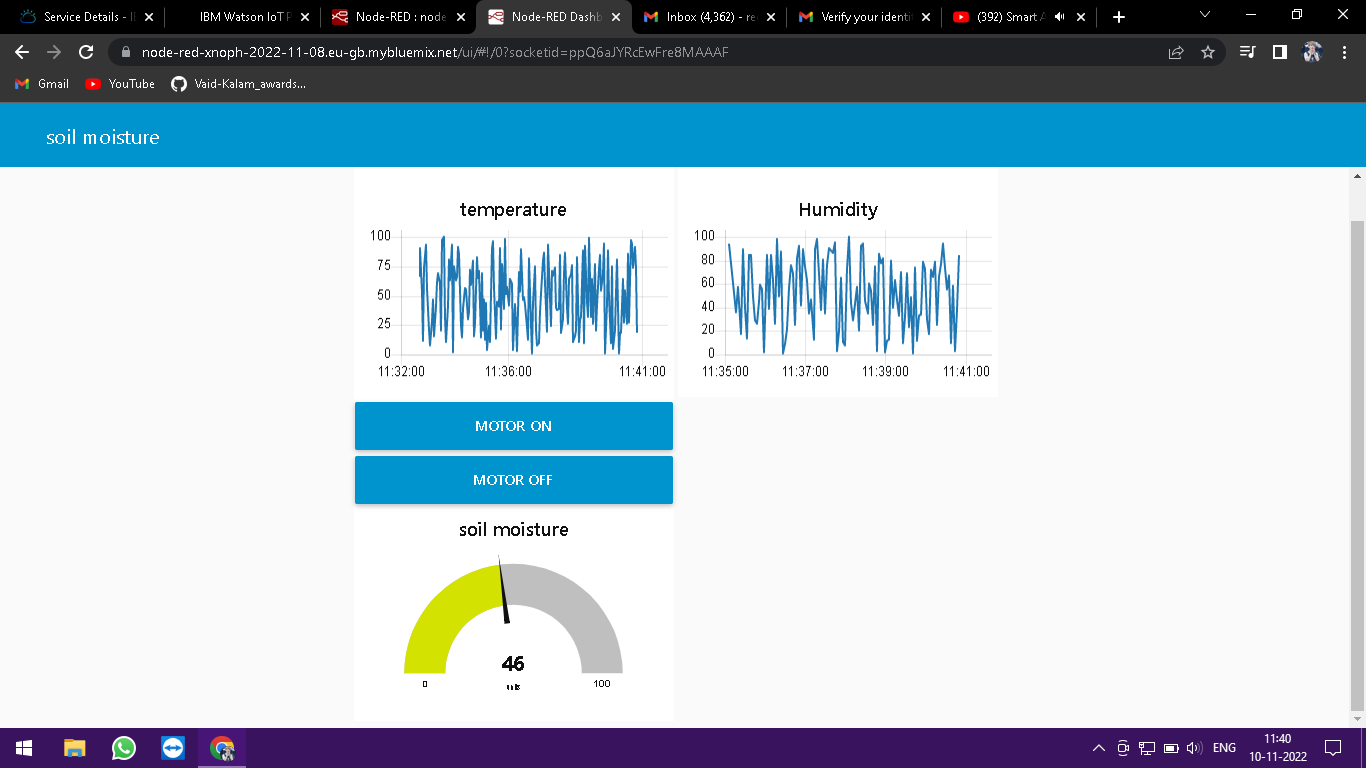 Service Details - IB
IBM Watson IoT P
Node-RED : node
Node-RED Dashb
Inbox (4,362) - re
Verify your identi
(392) Smart A
node-red-xnoph-2022-11-08.eu-gb.mybluemix.net/ui/#!/0?socketid=ppQ6aJYRcEwFre8MAAAF
Gmail
YouTube
Vaid-Kalam_awards...
soil moisture
temperature
100
75
50
25
0
11:32:00 11:36:00 11:41:00
Humidity
100
80
60
40
20
0
11:35:00 11:37:00 11:39:00 11:41:00
MOTOR ON
MOTOR OFF
soil moisture
46
units
0 100
ENG
11:40
10-11-2022